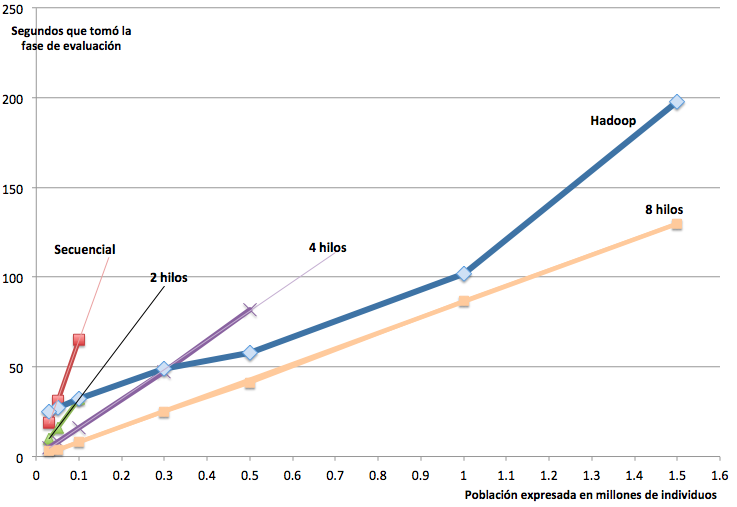 250
Segundos que tomó la
fase de evaluación
200
Hadoop
150
8 hilos
Secuencial
4 hilos
2 hilos
100
50
0
0 0.1 0.2 0.3 0.4 0.5 0.6 0.7 0.8 0.9 1 1.1 1.2 1.3 1.4 1.5 1.6
Población expresada en millones de individuos